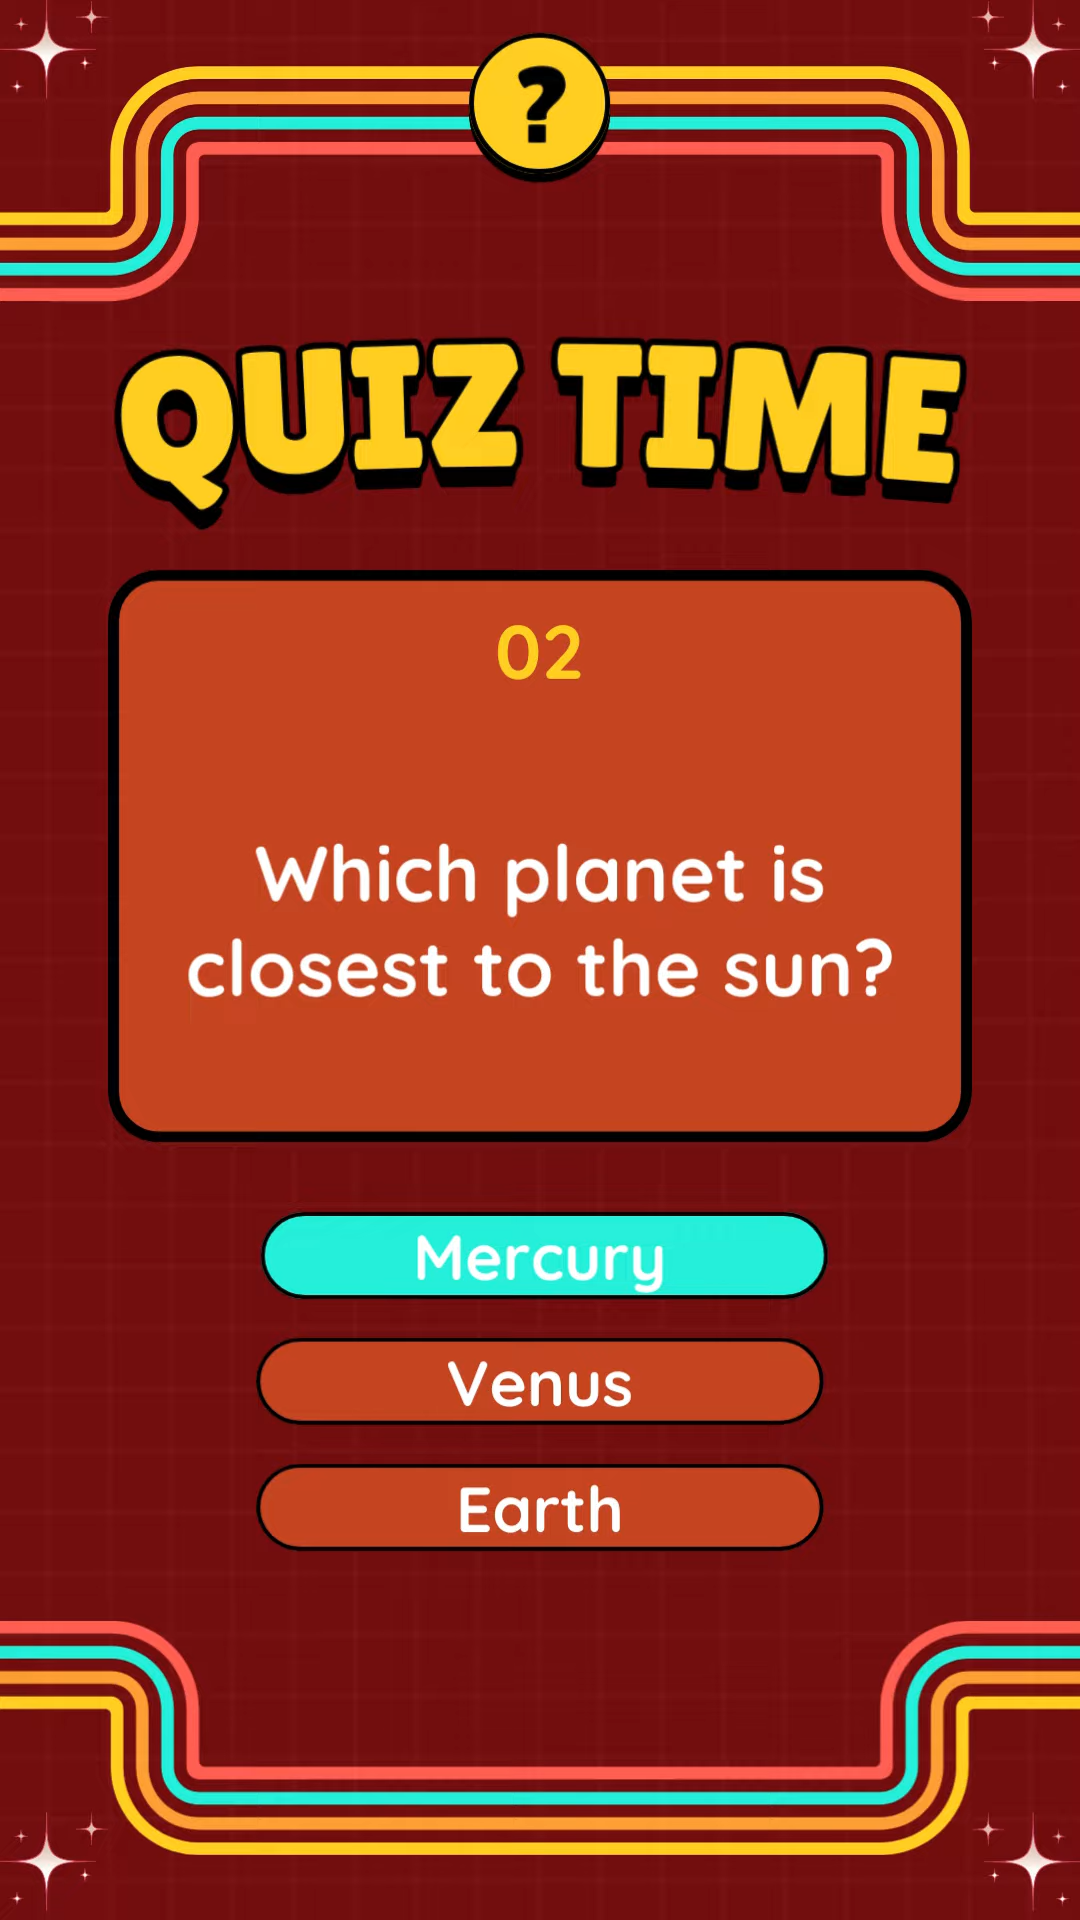 ?
QUIZ TIME
02
Which planet is
closest to the sun?
Mercury
Venus
Earth